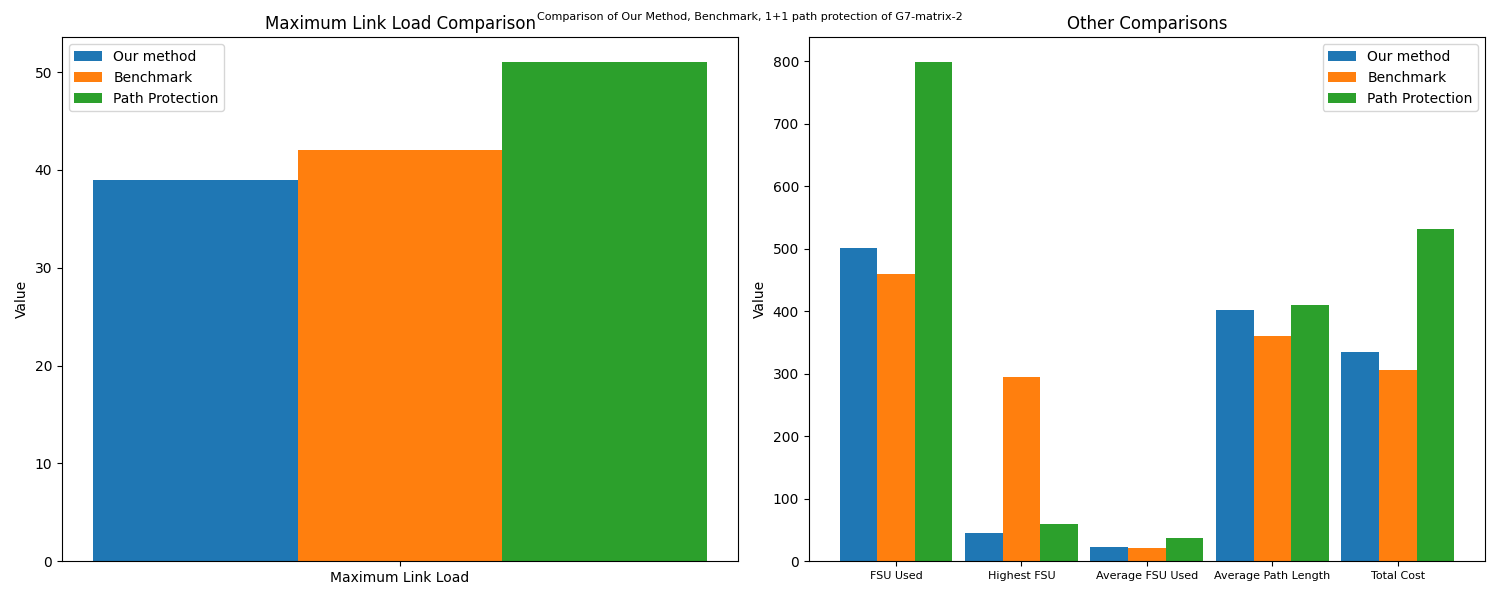 Comparison of Our Method, Benchmark, 1+1 path protection of G7-matrix-2
Maximum Link Load Comparison
Our method
Benchmark
Path Protection
Value
50
40
30
20
10
0
Maximum Link Load
Other Comparisons
Our method
Benchmark
Path Protection
Value
800
700
600
500
400
300
200
100
0
FSU Used
Highest FSU
Average FSU Used
Average Path Length
Total Cost